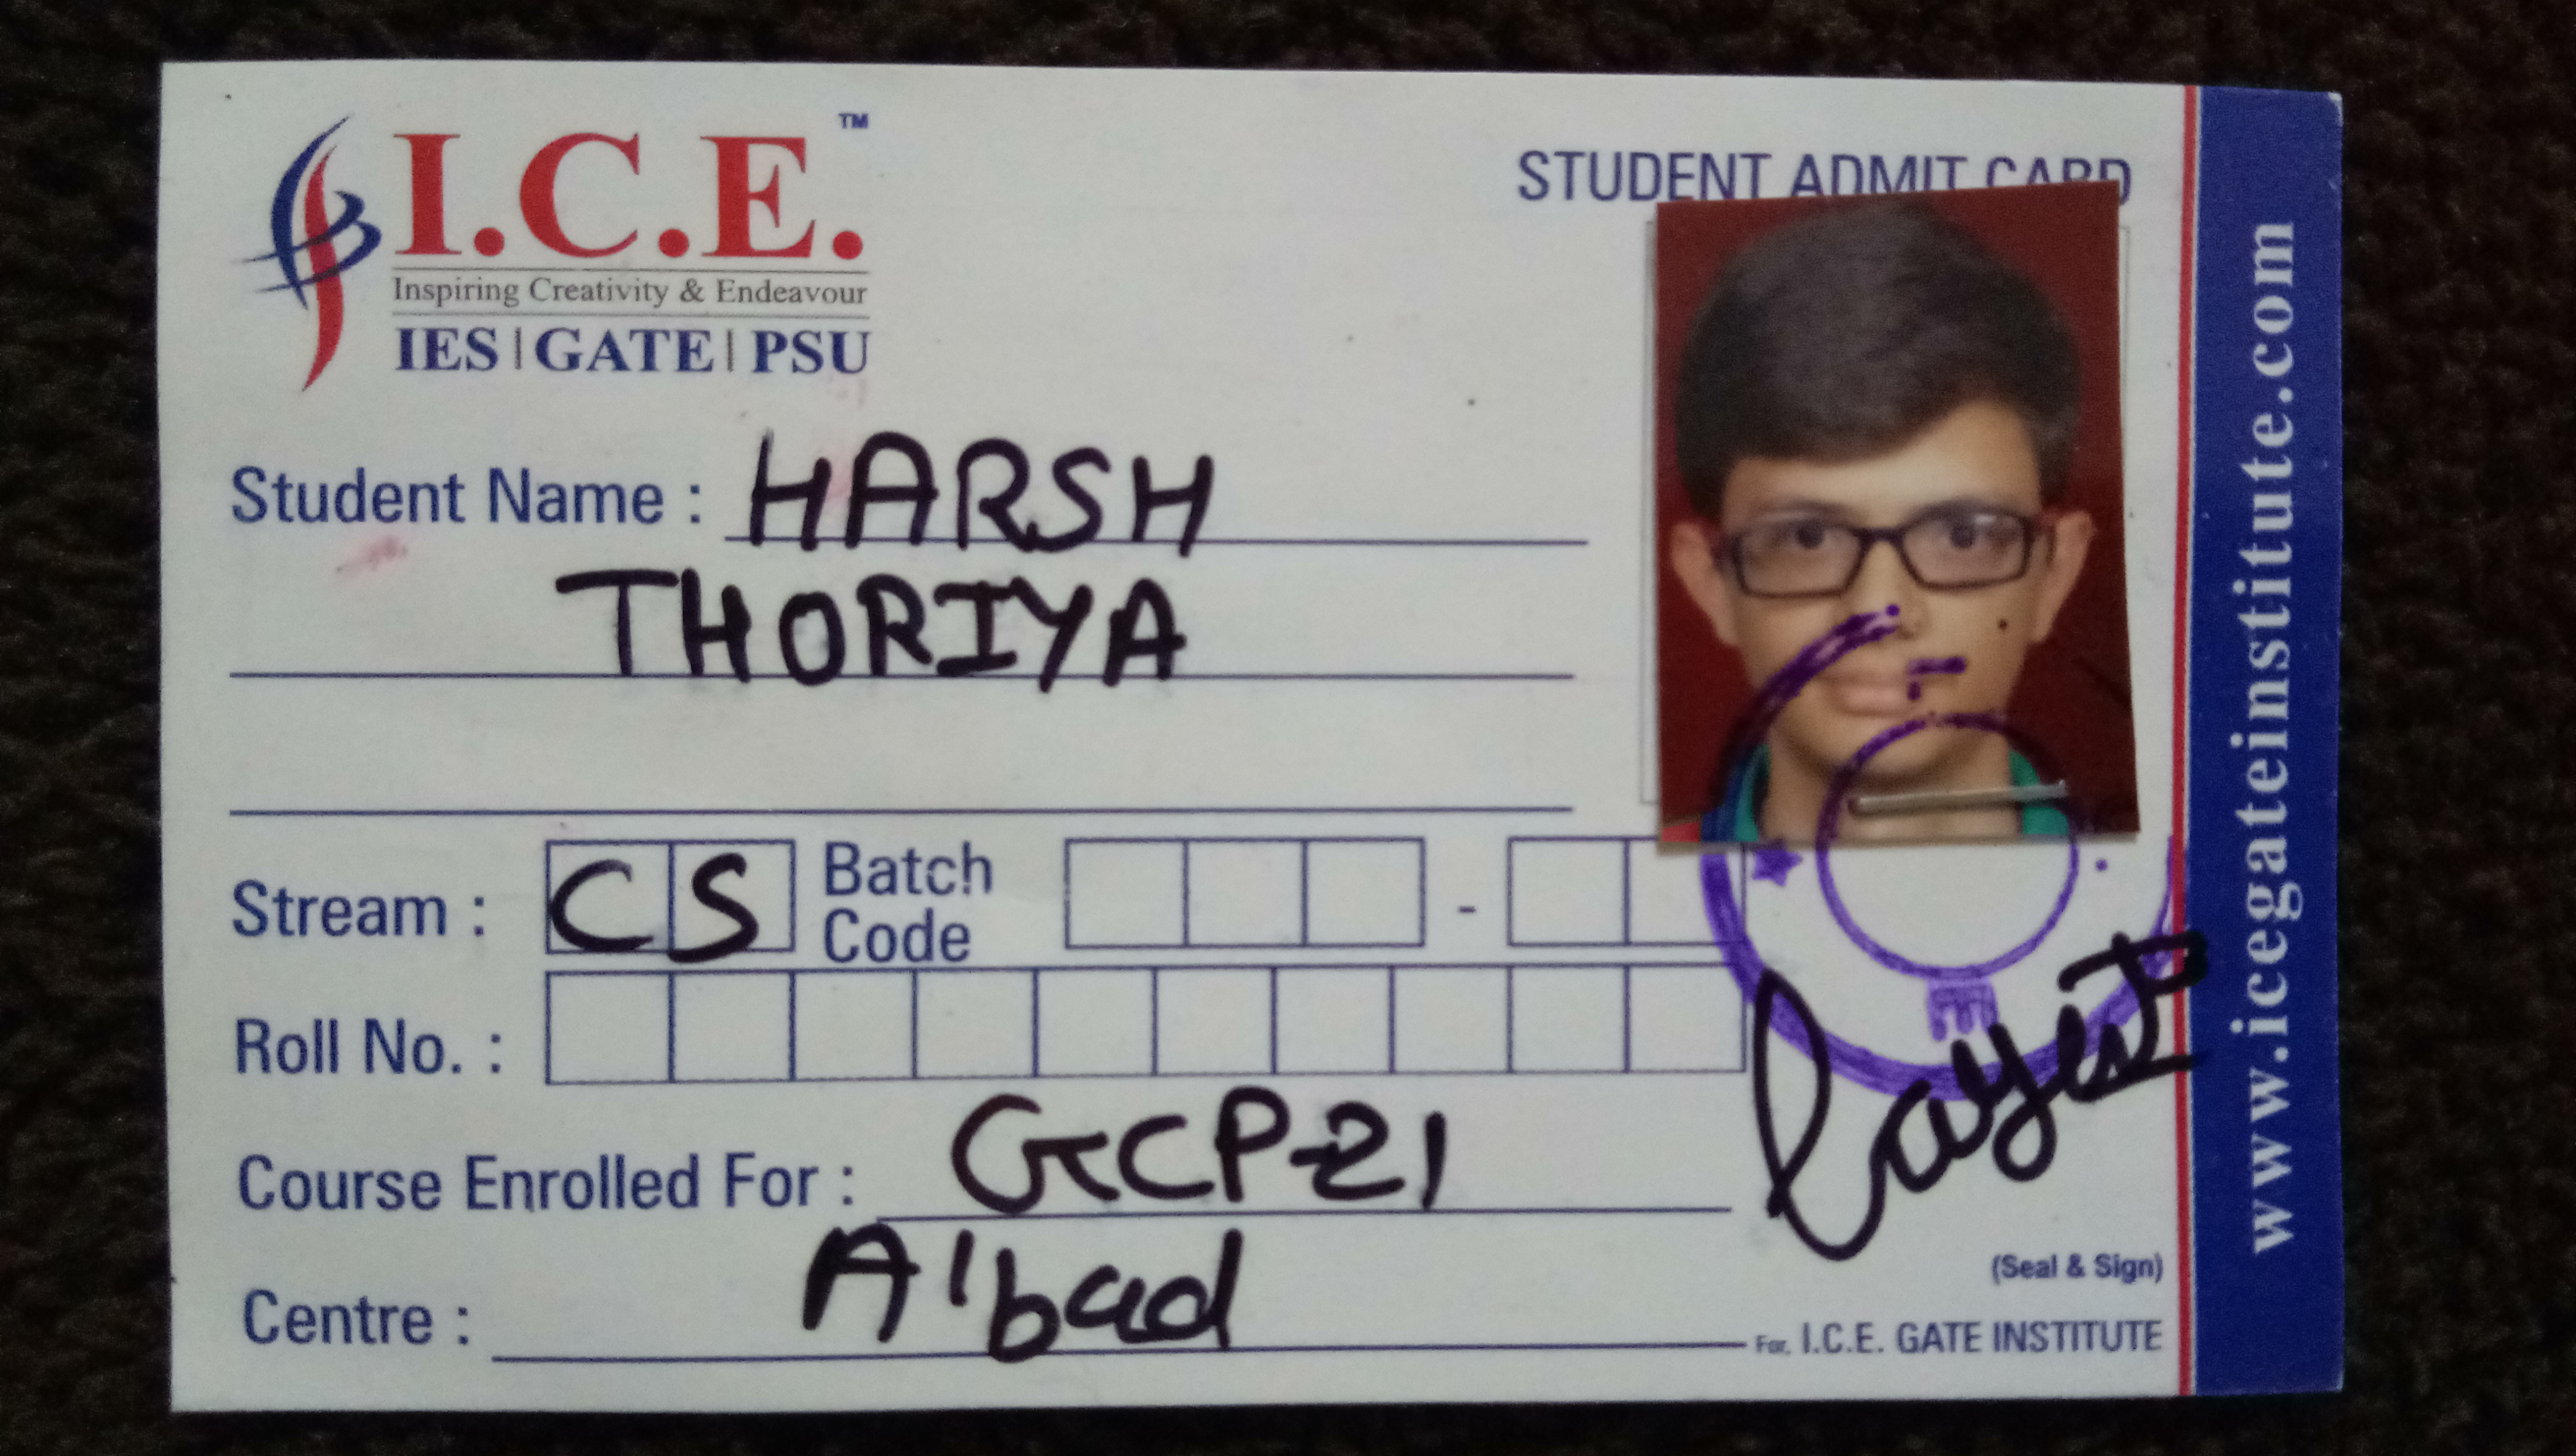 I.C.E.™
Inspiring Creativity & Endeavour
IES | GATE | PSU
STUDENT ADMIT CARD
Student Name : HARSH
THORIYA
Stream : CS Batch Code -
Roll No. :
Course Enrolled For : GCP-21
Centre : A'bad
(Seal & Sign)
For, I.C.E. GATE INSTITUTE
www.icegateinstitute.com